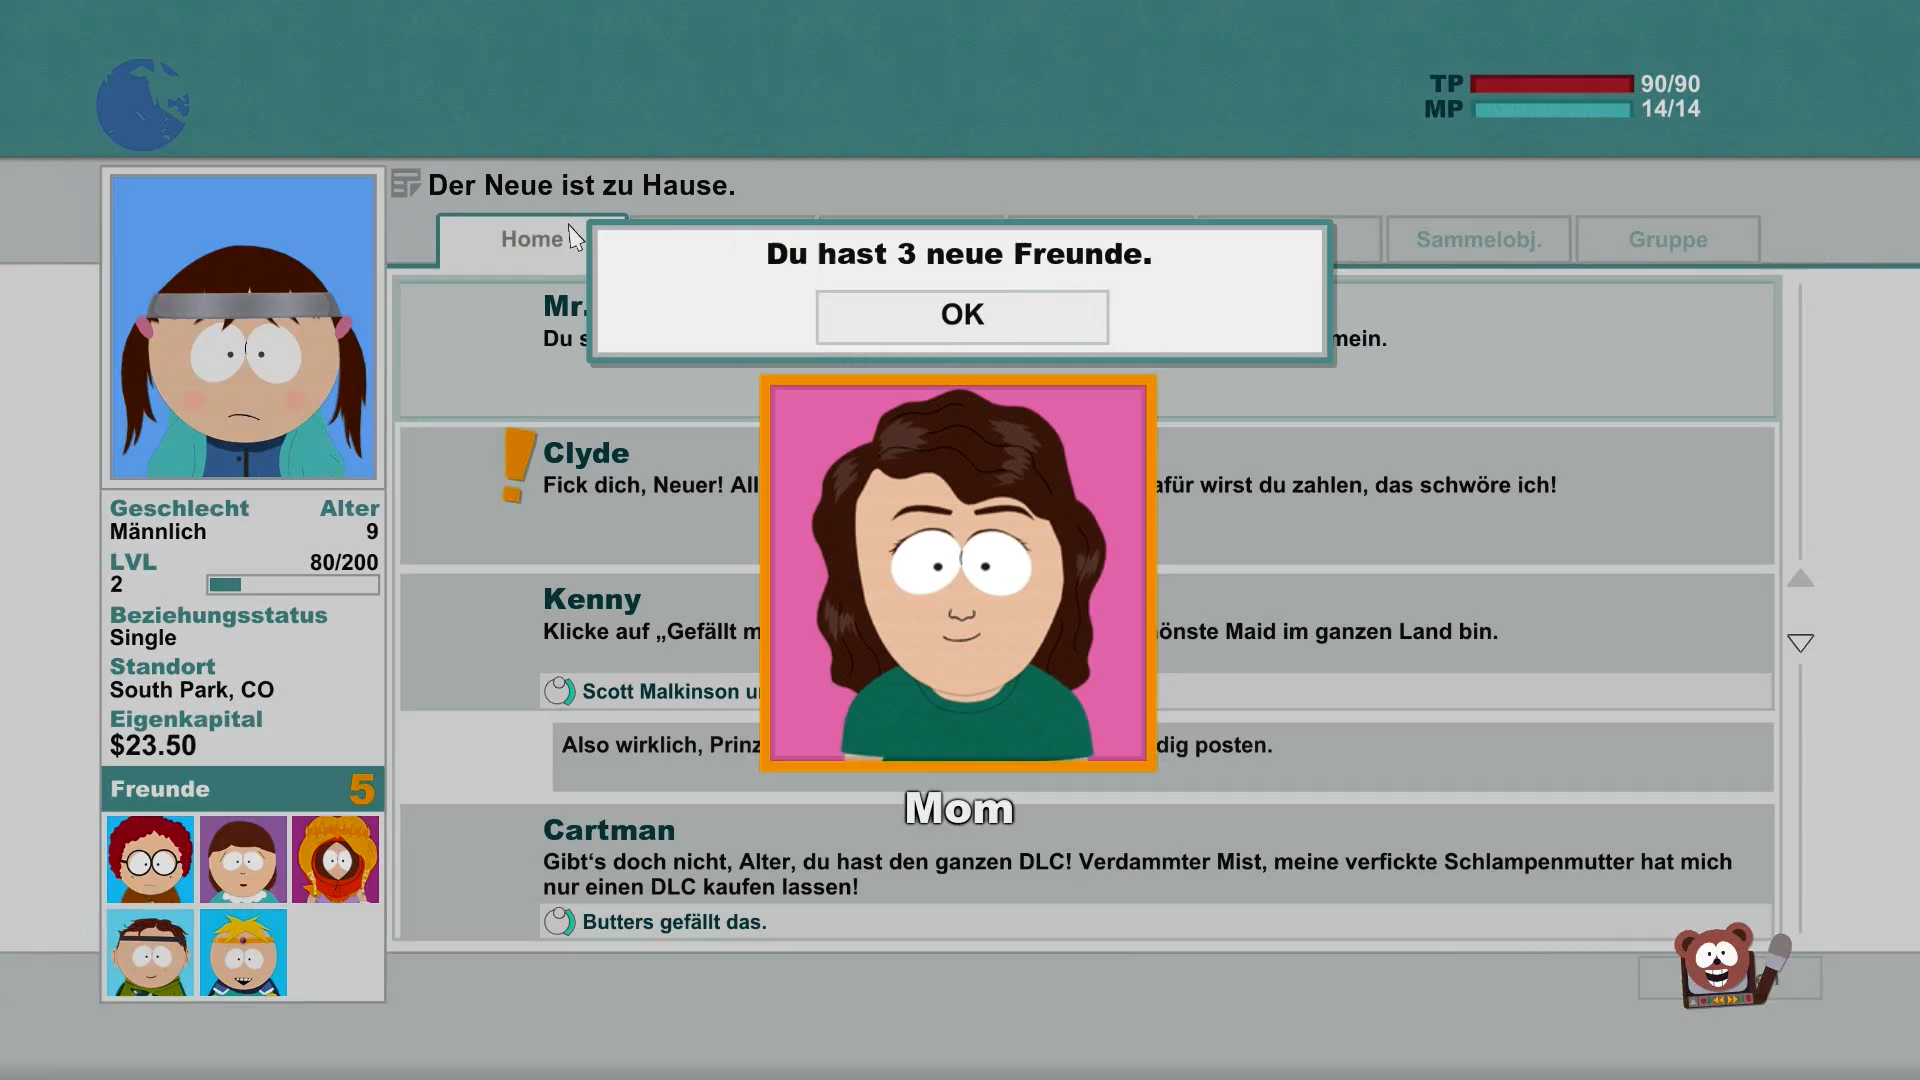 TP 90/90
MP 14/14
Der Neue ist zu Hause.
Home
Sammelobj.
Gruppe
Du hast 3 neue Freunde.
OK
Mr.
Du
mein.
Clyde
Fick dich, Neuer! All
afür wirst du zahlen, das schwöre ich!
Kenny
Klicke auf „Gefällt m
önste Maid im ganzen Land bin.
Scott Malkinson u
Also wirklich, Prinz
dig posten.
Mom
Cartman
Gibt's doch nicht, Alter, du hast den ganzen DLC! Verdammter Mist, meine verfickte Schlampenmutter hat mich
nur einen DLC kaufen lassen!
Butters gefällt das.
Geschlecht Alter
Männlich 9
LVL 80/200
2
Beziehungsstatus
Single
Standort
South Park, CO
Eigenkapital
$23.50
Freunde 5